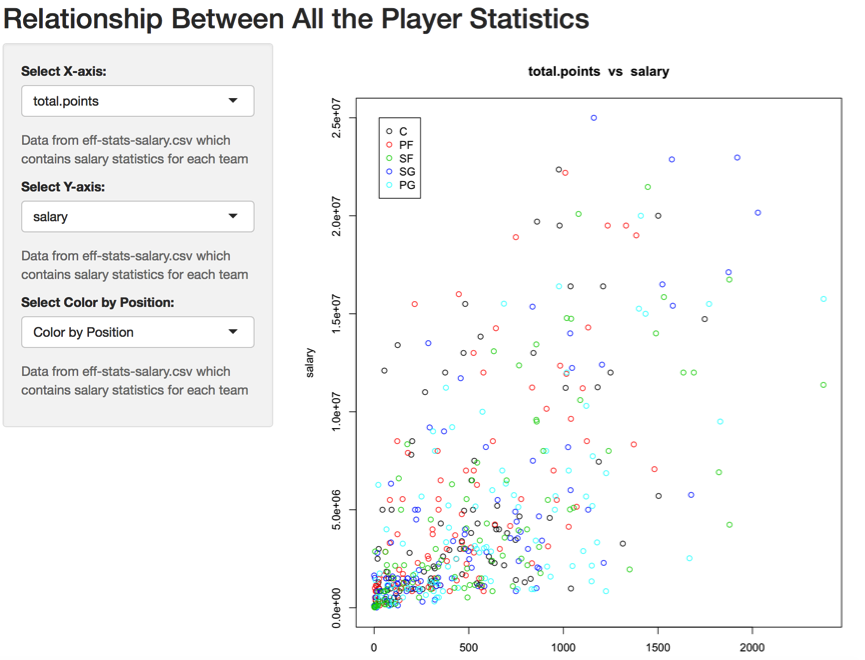 Relationship Between All the Player Statistics
Select X-axis:
total.points
Data from eff-stats-salary.csv which
contains salary statistics for each team
Select Y-axis:
salary
Data from eff-stats-salary.csv which
contains salary statistics for each team
Select Color by Position:
Color by Position
Data from eff-stats-salary.csv which
contains salary statistics for each team
total.points vs salary
C
PF
SF
SG
PG
salary
2.5e+07
2.0e+07
1.5e+07
1.0e+07
5.0e+06
0.0e+00
0
500
1000
1500
2000